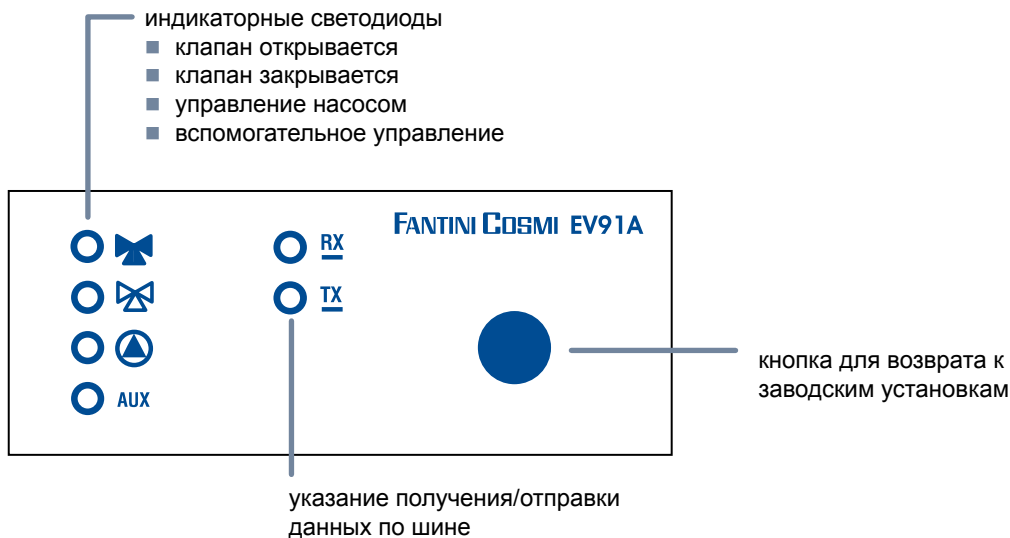 индикаторные светодиоды
клапан открывается
клапан закрывается
управление насосом
вспомогательное управление
FANTINI COSMI EV91A
RX
TX
AUX
кнопка для возврата к
заводским установкам
указание получения/отправки
данных по шине